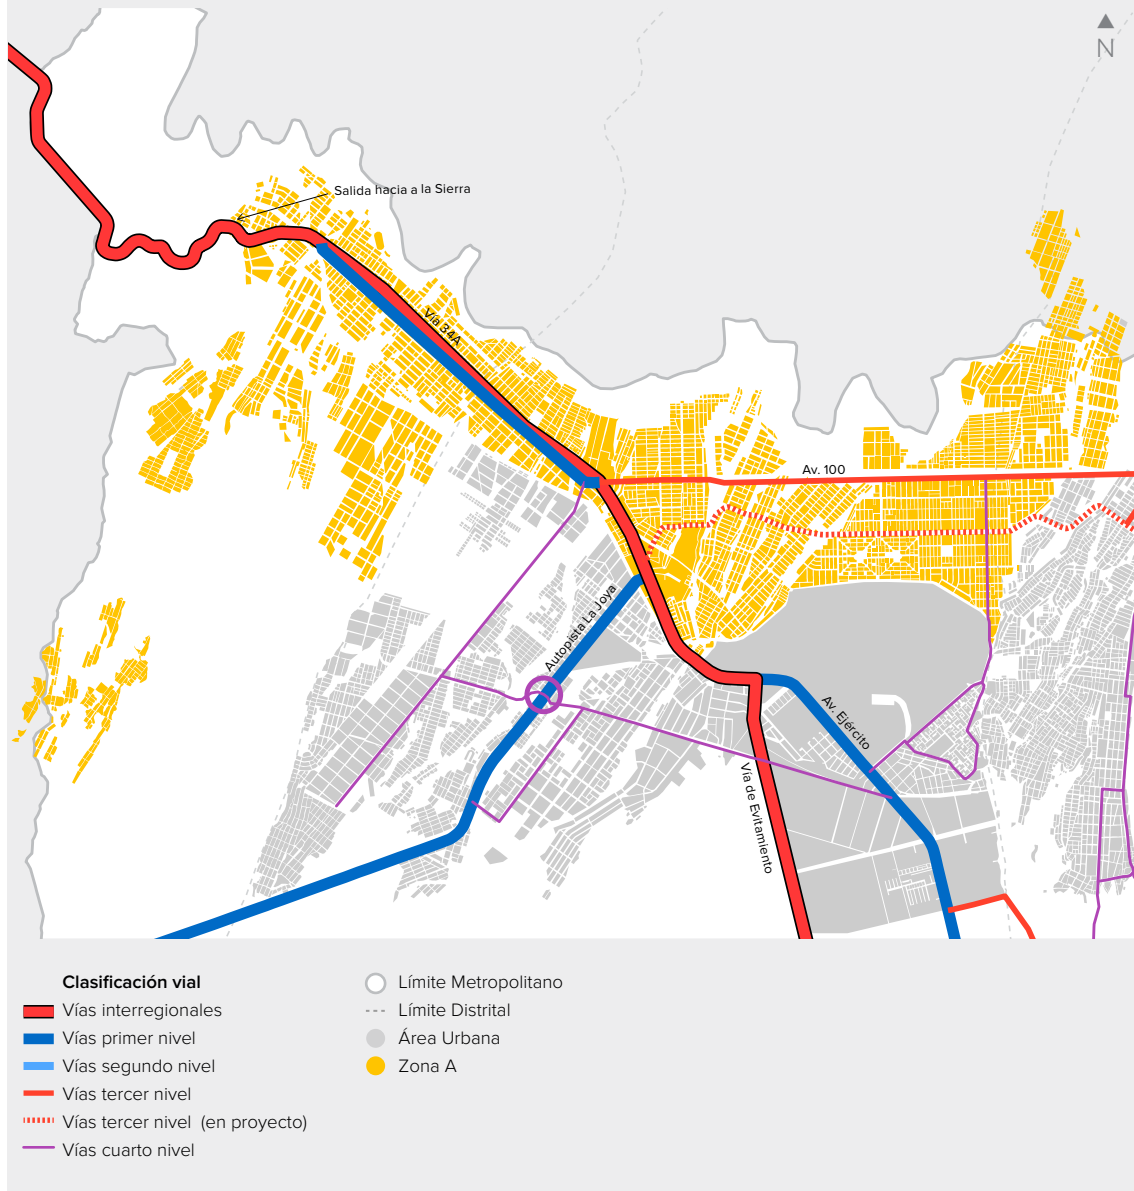 N
Salida hacia a la Sierra
Vía 34A
Av. 100
Autopista La Joya
Av. Ejército
Vía de Evitamiento
Clasificación vial
Vías interregionales
Vías primer nivel
Vías segundo nivel
Vías tercer nivel
Vías tercer nivel (en proyecto)
Vías cuarto nivel
Límite Metropolitano
Límite Distrital
Área Urbana
Zona A